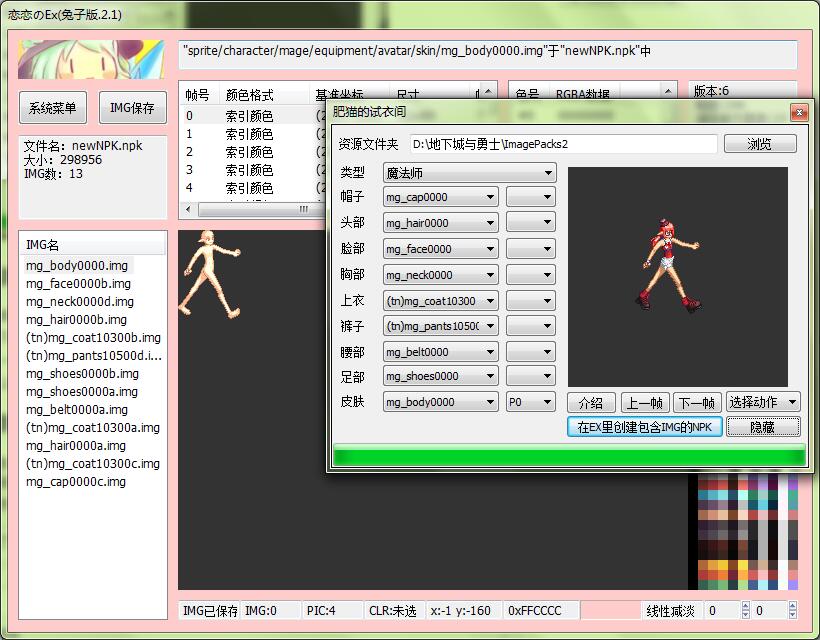 恋恋のEx(兔子版.2.1)
"sprite/character/mage/equipment/avatar/skin/mg_body0000.img"于"newNPK.npk"中
系统菜单
IMG保存
文件名：newNPK.npk
大小：298956
IMG数：13
帧号 颜色格式 基准坐标 尺寸
0 索引颜色 (2
1 索引颜色 (2
2 索引颜色 (2
3 索引颜色 (2
4 索引颜色 (2
色号 RGBA数据
版本:6
IMG名
mg_body0000.img
mg_face0000b.img
mg_neck0000d.img
mg_hair0000b.img
(tn)mg_coat10300b.img
(tn)mg_pants10500d.i...
mg_shoes0000b.img
mg_shoes0000a.img
mg_belt0000a.img
(tn)mg_coat10300a.img
mg_hair0000a.img
(tn)mg_coat10300c.img
mg_cap0000c.img
肥猫的试衣间
资源文件夹 D:\地下城与勇士\ImagePacks2 浏览
类型 魔法师
帽子 mg_cap0000
头部 mg_hair0000
脸部 mg_face0000
胸部 mg_neck0000
上衣 (tn)mg_coat10300
裤子 (tn)mg_pants1050
腰部 mg_belt0000
足部 mg_shoes0000
皮肤 mg_body0000 P0
介绍 上一帧 下一帧 选择动作
在EX里创建包含IMG的NPK 隐藏
IMG已保存 IMG:0 PIC:4 CLR:未选 x:-1 y:-160 0xFFCCCC 线性减淡 0 0